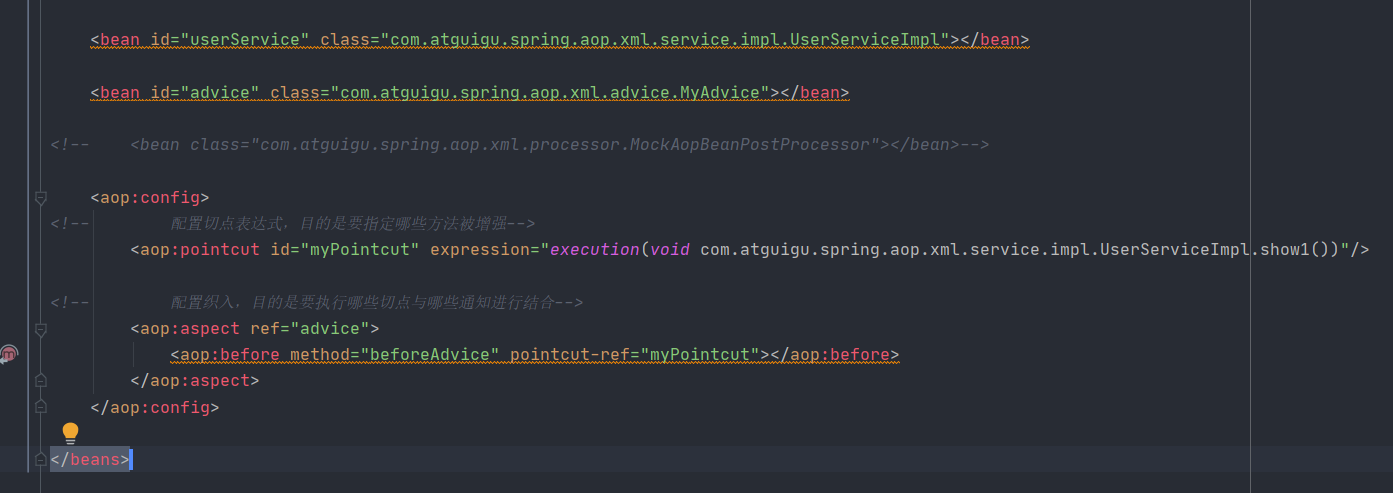 <bean id="userService" class="com.atguigu.spring.aop.xml.service.impl.UserServiceImpl"></bean>
<bean id="advice" class="com.atguigu.spring.aop.xml.advice.MyAdvice"></bean>
<!--    <bean class="com.atguigu.spring.aop.xml.processor.MockAopBeanPostProcessor"></bean>-->
<aop:config>
<!--        配置切点表达式，目的是要指定哪些方法被增强-->
<aop:pointcut id="myPointcut" expression="execution(void com.atguigu.spring.aop.xml.service.impl.UserServiceImpl.show1())"/>
<!--        配置织入，目的是要执行哪些切点与哪些通知进行结合-->
<aop:aspect ref="advice">
<aop:before method="beforeAdvice" pointcut-ref="myPointcut"></aop:before>
</aop:aspect>
</aop:config>
</beans>